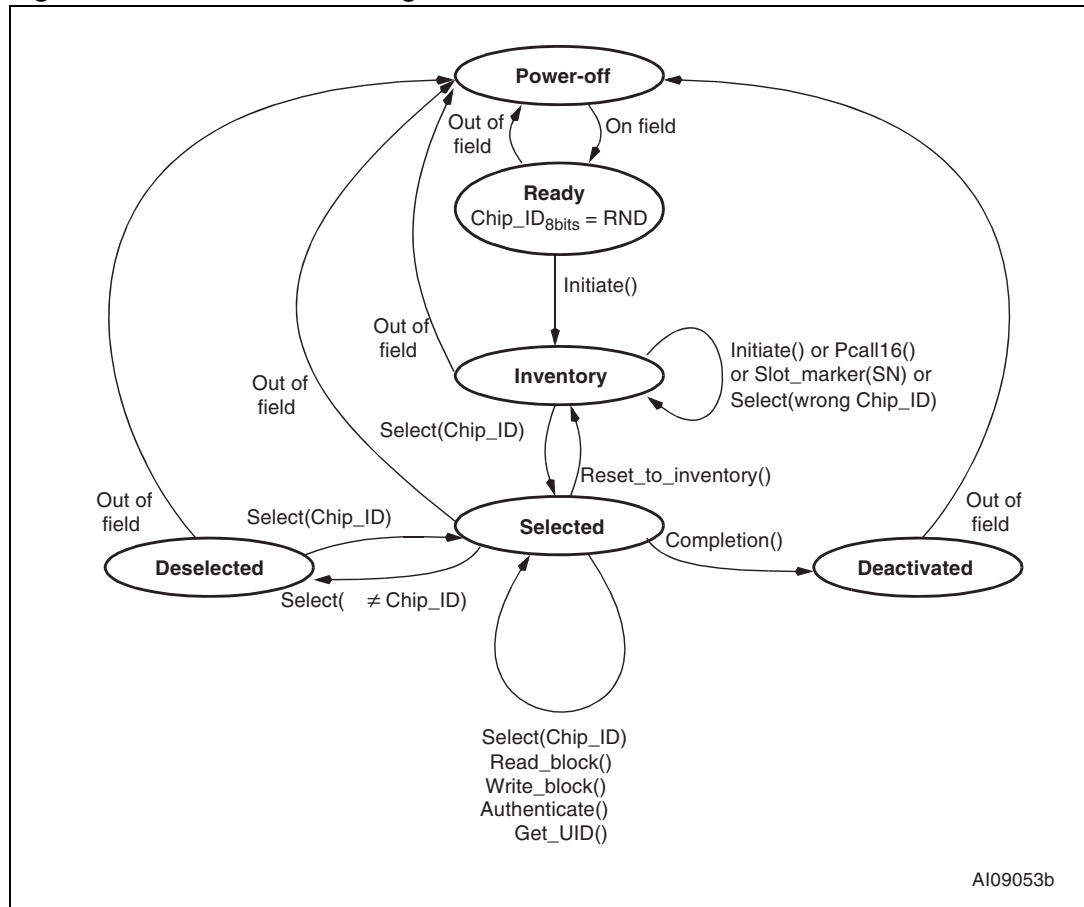 Power-off
Out of
field
On field
Ready
Chip_ID8bits = RND
Initiate()
Out of
field
Inventory
Initiate() or Pcall16()
or Slot_marker(SN) or
Select(wrong Chip_ID)
Out of
field
Select(Chip_ID)
Reset_to_inventory()
Out of
field
Select(Chip_ID)
Selected
Completion()
Out of
field
Deselected
Deactivated
Select( ≠ Chip_ID)
Select(Chip_ID)
Read_block()
Write_block()
Authenticate()
Get_UID()
AI09053b